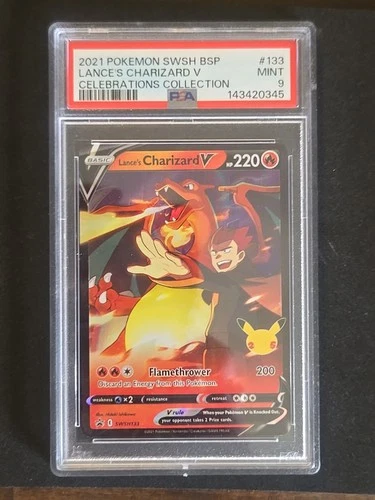 2021 POKEMON SWSH BSP #133
LANCE'S CHARIZARD V MINT
CELEBRATIONS COLLECTION 9
PSA 143420345
BASIC Lance's Charizard V HP 220
Flamethrower 200
Discard an Energy from this Pokémon.
weakness ×2 resistance retreat
V rule When your Pokémon V is Knocked Out,
your opponent takes 2 Prize cards.
SWSH133